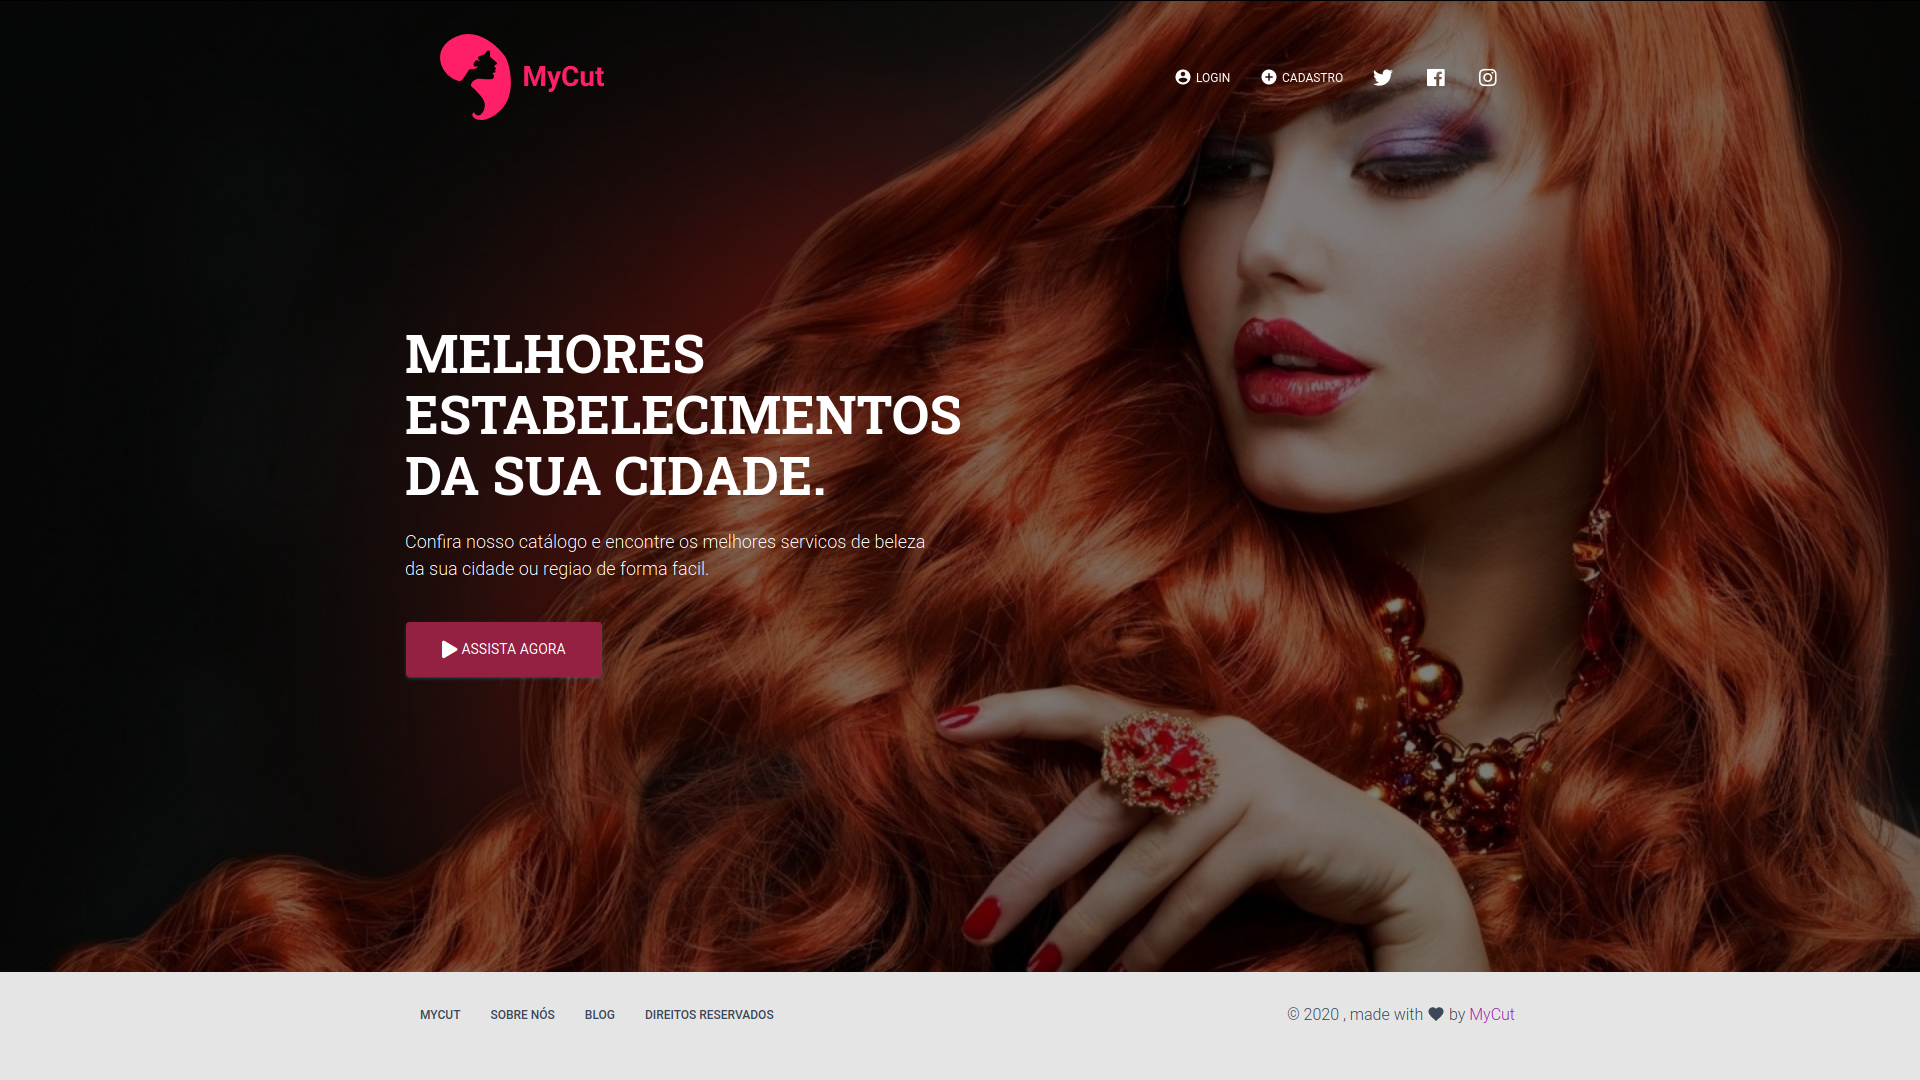 MyCut
LOGIN
CADASTRO
MELHORES
ESTABELECIMENTOS
DA SUA CIDADE.
Confira nosso catálogo e encontre os melhores servicos de beleza
da sua cidade ou regiao de forma facil.
ASSISTA AGORA
MYCUT
SOBRE NÓS
BLOG
DIREITOS RESERVADOS
© 2020 , made with by MyCut